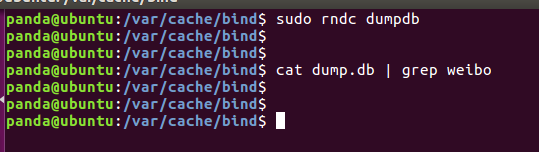 panda@ubuntu:/var/cache/bind$ sudo rndc dumpdb
panda@ubuntu:/var/cache/bind$
panda@ubuntu:/var/cache/bind$
panda@ubuntu:/var/cache/bind$ cat dump.db | grep weibo
panda@ubuntu:/var/cache/bind$
panda@ubuntu:/var/cache/bind$
panda@ubuntu:/var/cache/bind$